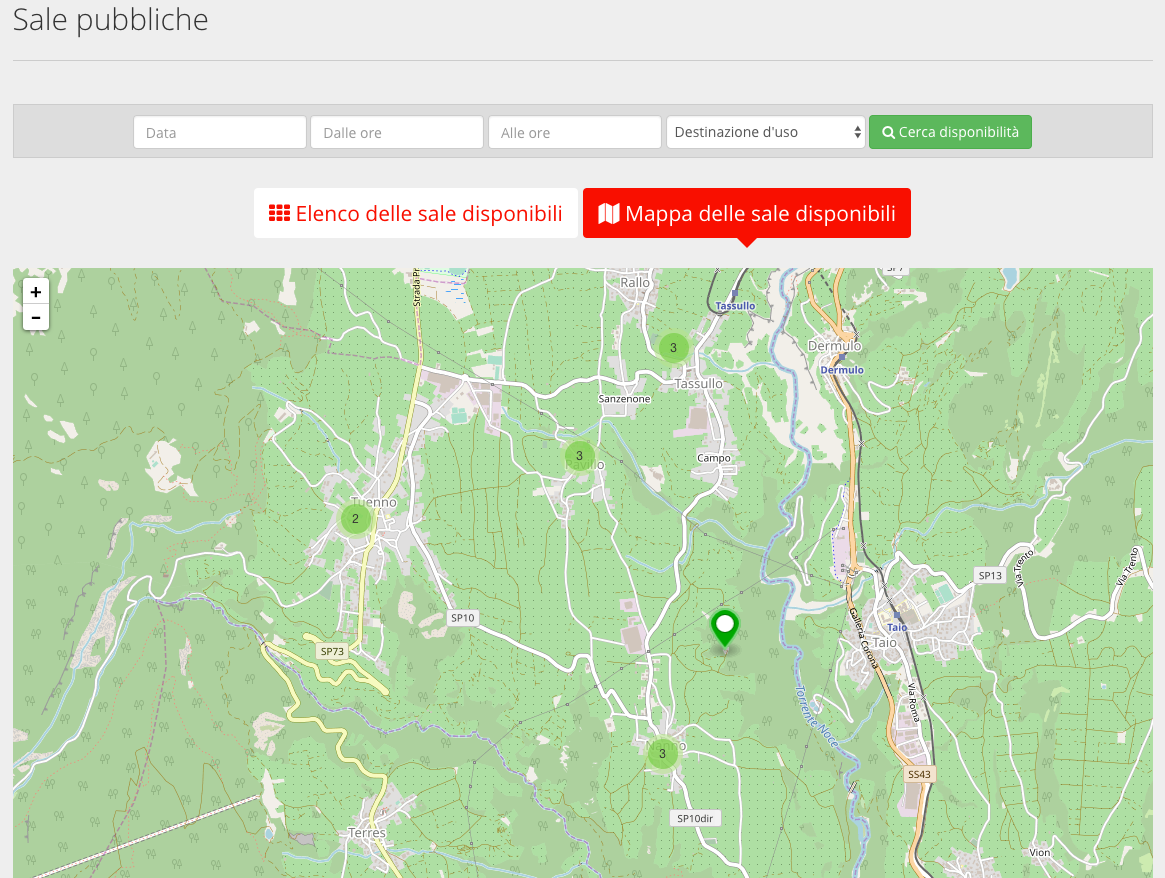 Sale pubbliche
Data
Dalle ore
Alle ore
Destinazione d'uso
Cerca disponibilità
Elenco delle sale disponibili
Mappa delle sale disponibili
+
-
Rallo
Tassullo
3
Dermulo
Dermulo
Tassullo
Sanzenone
3
Campo
Tuenno
2
SP13
Via Trento
Via Trento
SP10
Galleria Corona
Taio
Taio
SP73
Via Roma
Torrente Noce
3
SS43
SP10dir
Terres
Vion